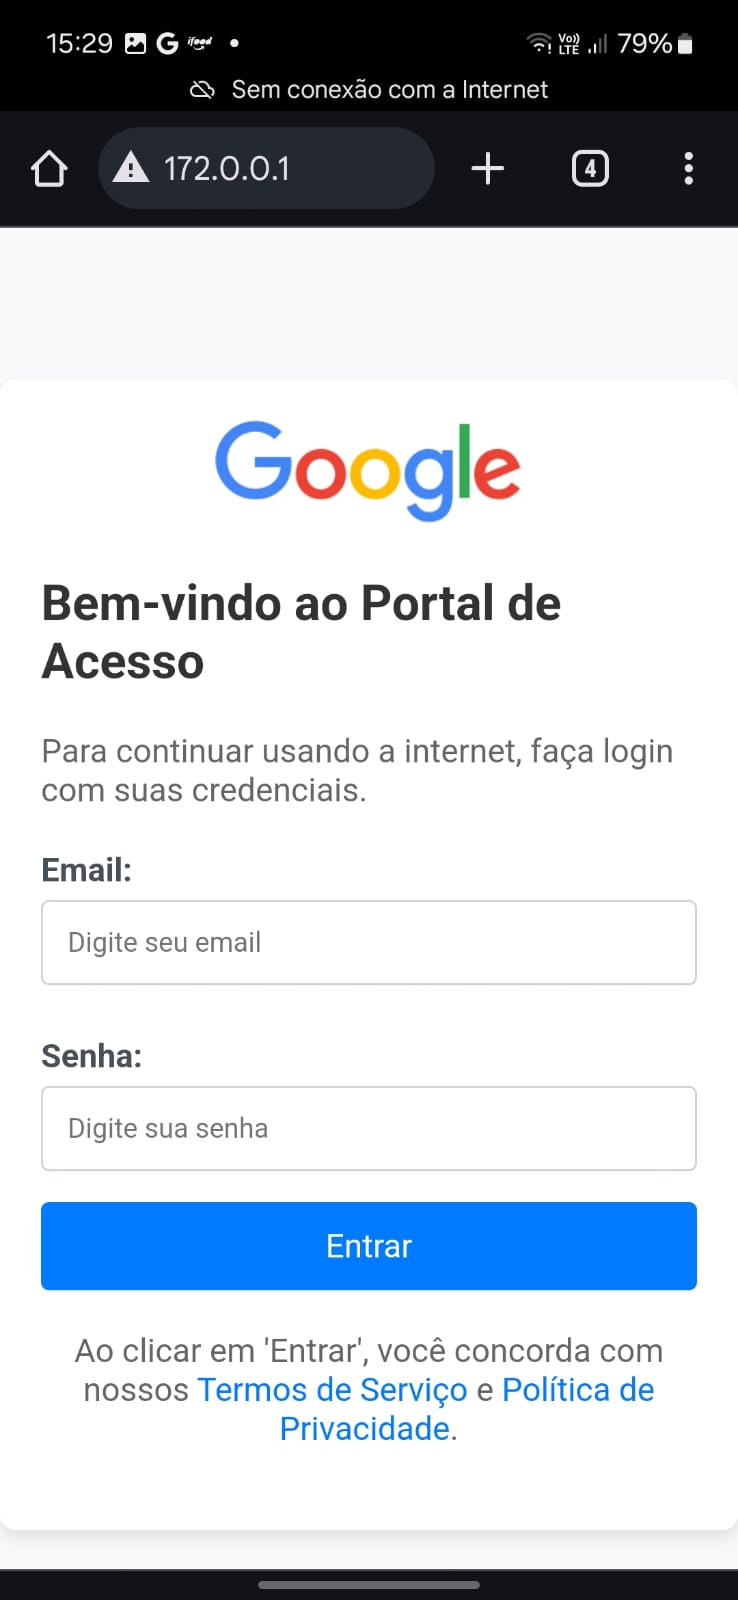 15:29 G ifood 79%
Sem conexão com a Internet
172.0.0.1 4
Google
Bem-vindo ao Portal de
Acesso
Para continuar usando a internet, faça login
com suas credenciais.
Email:
Digite seu email
Senha:
Digite sua senha
Entrar
Ao clicar em 'Entrar', você concorda com
nossos Termos de Serviço e Política de
Privacidade.